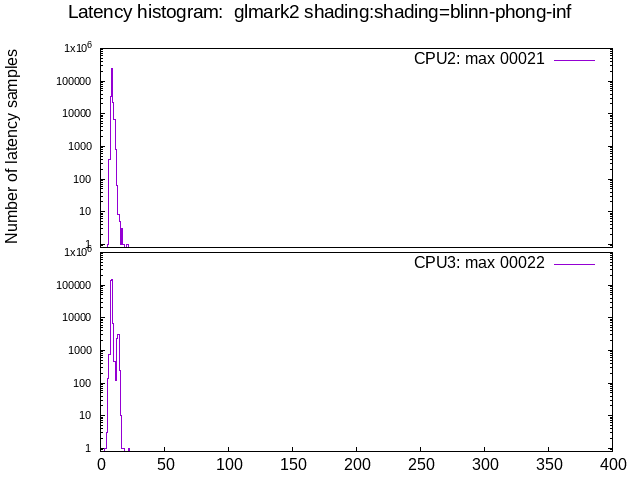 Latency histogram:  glmark2 shading:shading=blinn-phong-inf
Number of latency samples
1x10^6
CPU2: max 00021
100000
10000
1000
100
10
1
1x10^6
CPU3: max 00022
100000
10000
1000
100
10
1
0 50 100 150 200 250 300 350 400